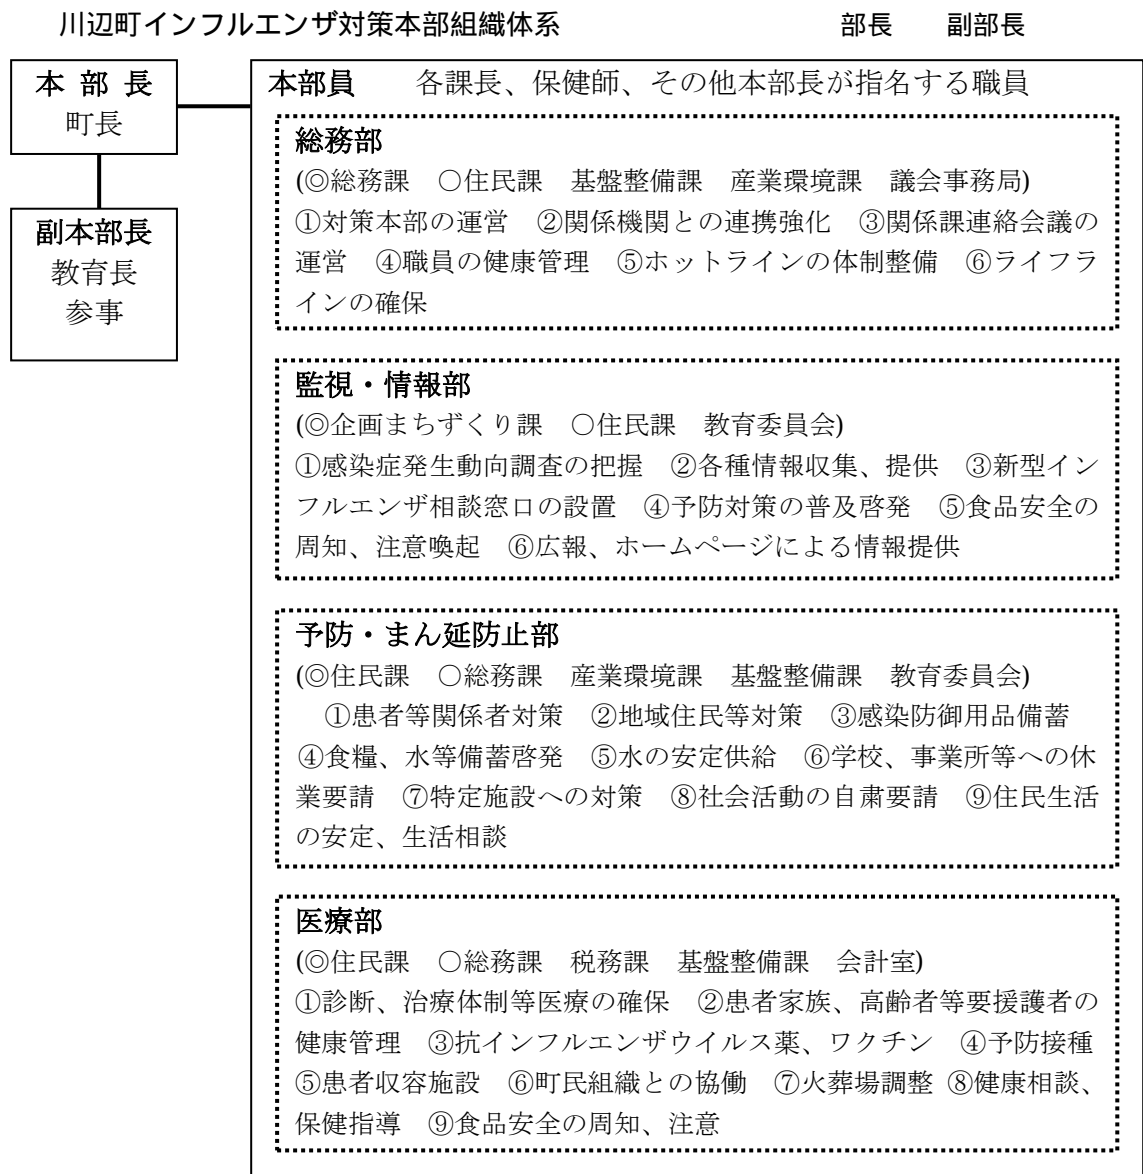 川辺町インフルエンザ対策本部組織体系　部長　副部長
本 部 長
町長
副本部長
教育長
参事
本部員　各課長、保健師、その他本部長が指名する職員
総務部
(◎総務課　○住民課　基盤整備課　産業環境課　議会事務局)
①対策本部の運営　②関係機関との連携強化　③関係課連絡会議の
運営　④職員の健康管理　⑤ホットラインの体制整備　⑥ライフラ
インの確保
監視・情報部
(◎企画まちずくり課　○住民課　教育委員会)
①感染症発生動向調査の把握　②各種情報収集、提供　③新型イン
フルエンザ相談窓口の設置　④予防対策の普及啓発　⑤食品安全の
周知、注意喚起　⑥広報、ホームページによる情報提供
予防・まん延防止部
(◎住民課　○総務課　産業環境課　基盤整備課　教育委員会)
①患者等関係者対策　②地域住民等対策　③感染防御用品備蓄
④食糧、水等備蓄啓発　⑤水の安定供給　⑥学校、事業所等への休
業要請　⑦特定施設への対策　⑧社会活動の自粛要請　⑨住民生活
の安定、生活相談
医療部
(◎住民課　○総務課　税務課　基盤整備課　会計室)
①診断、治療体制等医療の確保　②患者家族、高齢者等要援護者の
健康管理　③抗インフルエンザウイルス薬、ワクチン　④予防接種
⑤患者収容施設　⑥町民組織との協働　⑦火葬場調整 ⑧健康相談、
保健指導　⑨食品安全の周知、注意